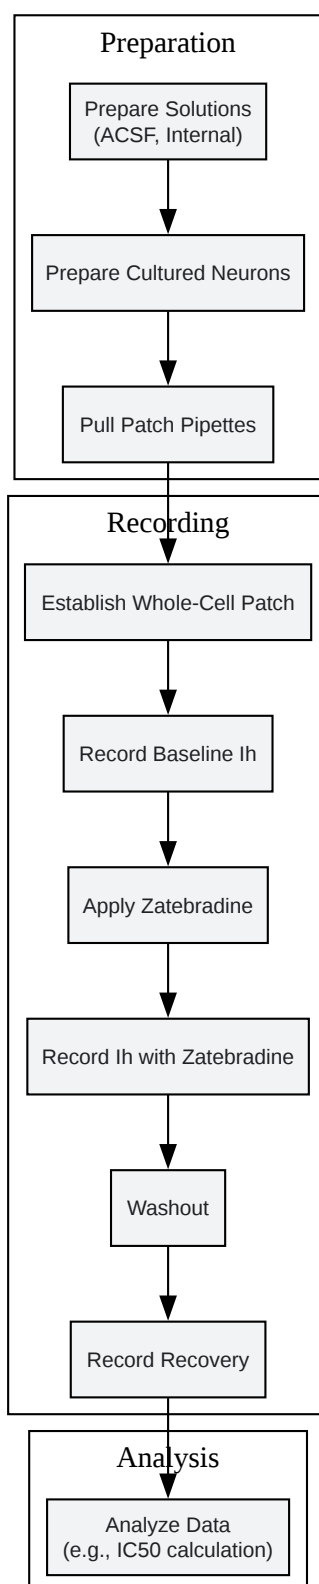 Preparation
Prepare Solutions
(ACSF, Internal)
Prepare Cultured Neurons
Pull Patch Pipettes
Recording
Establish Whole-Cell Patch
Record Baseline Ih
Apply Zatebradine
Record Ih with Zatebradine
Washout
Record Recovery
Analysis
Analyze Data
(e.g., IC50 calculation)